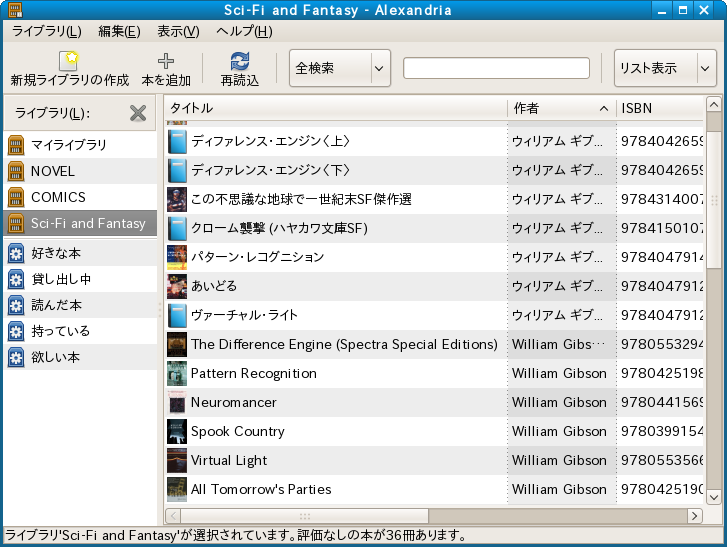 Sci-Fi and Fantasy - Alexandria
ライブラリ(L) 編集(E) 表示(V) ヘルプ(H)
新規ライブラリの作成 本を追加 再読込 全検索 リスト表示
ライブラリ(L):
マイライブラリ
NOVEL
COMICS
Sci-Fi and Fantasy
好きな本
貸し出し中
読んだ本
持っている
欲しい本
タイトル 作者 ISBN
ディファレンス・エンジン〈上〉 ウィリアム ギブ... 978404265
ディファレンス・エンジン〈下〉 ウィリアム ギブ... 978404265
この不思議な地球で―世紀末SF傑作選 ウィリアム ギブ... 978431400
クローム襲撃 (ハヤカワ文庫SF) ウィリアム ギブ... 978415010
パターン・レコグニション ウィリアム ギブ... 978404791
あいどる ウィリアム ギブ... 978404791
ヴァーチャル・ライト ウィリアム ギブ... 978404791
The Difference Engine (Spectra Special Editions) William Gibs… 978055329
Pattern Recognition William Gibson 978042519
Neuromancer William Gibson 978044156
Spook Country William Gibson 978039915
Virtual Light William Gibson 978055356
All Tomorrow's Parties William Gibson 978042519
ライブラリ'Sci-Fi and Fantasy'が選択されています。評価なしの本が36冊あります。